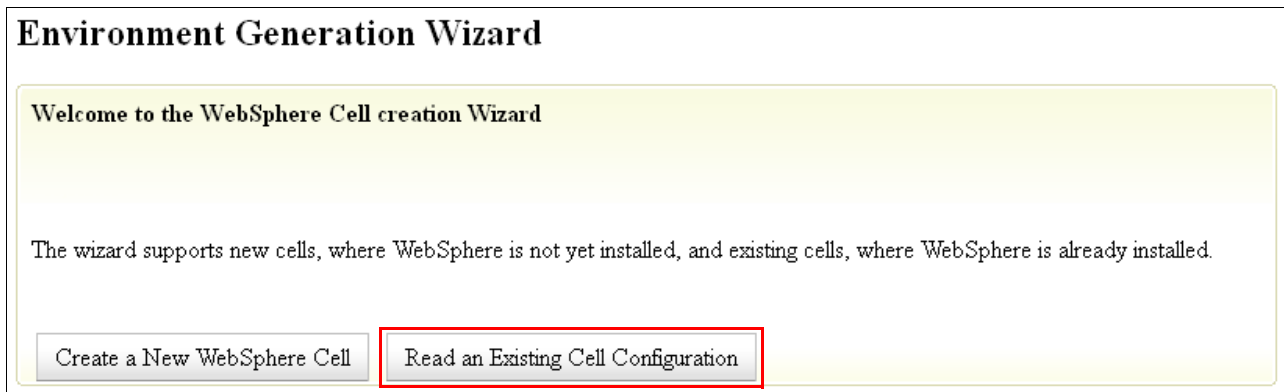 Environment Generation Wizard
Welcome to the WebSphere Cell creation Wizard
The wizard supports new cells, where WebSphere is not yet installed, and existing cells, where WebSphere is already installed.
Create a New WebSphere Cell
Read an Existing Cell Configuration